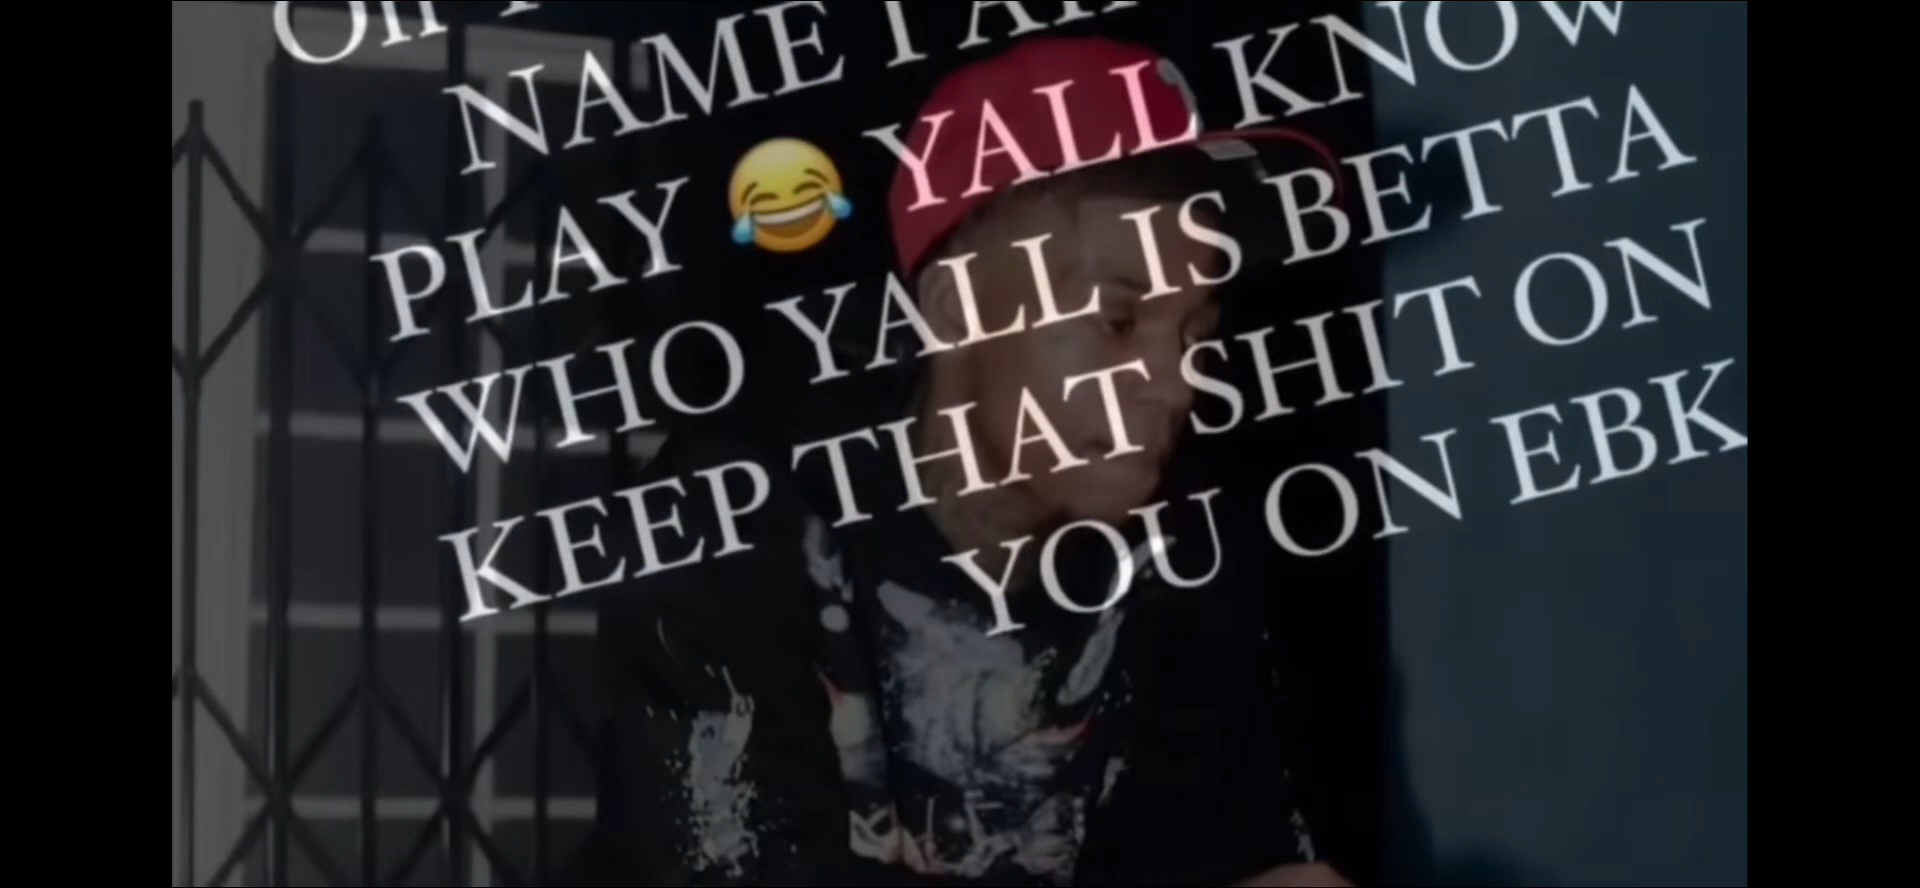 NAME I
PLAY 😂 YALL KNOW
WHO YALL IS BETTA
KEEP THAT SHIT ON
YOU ON EBK